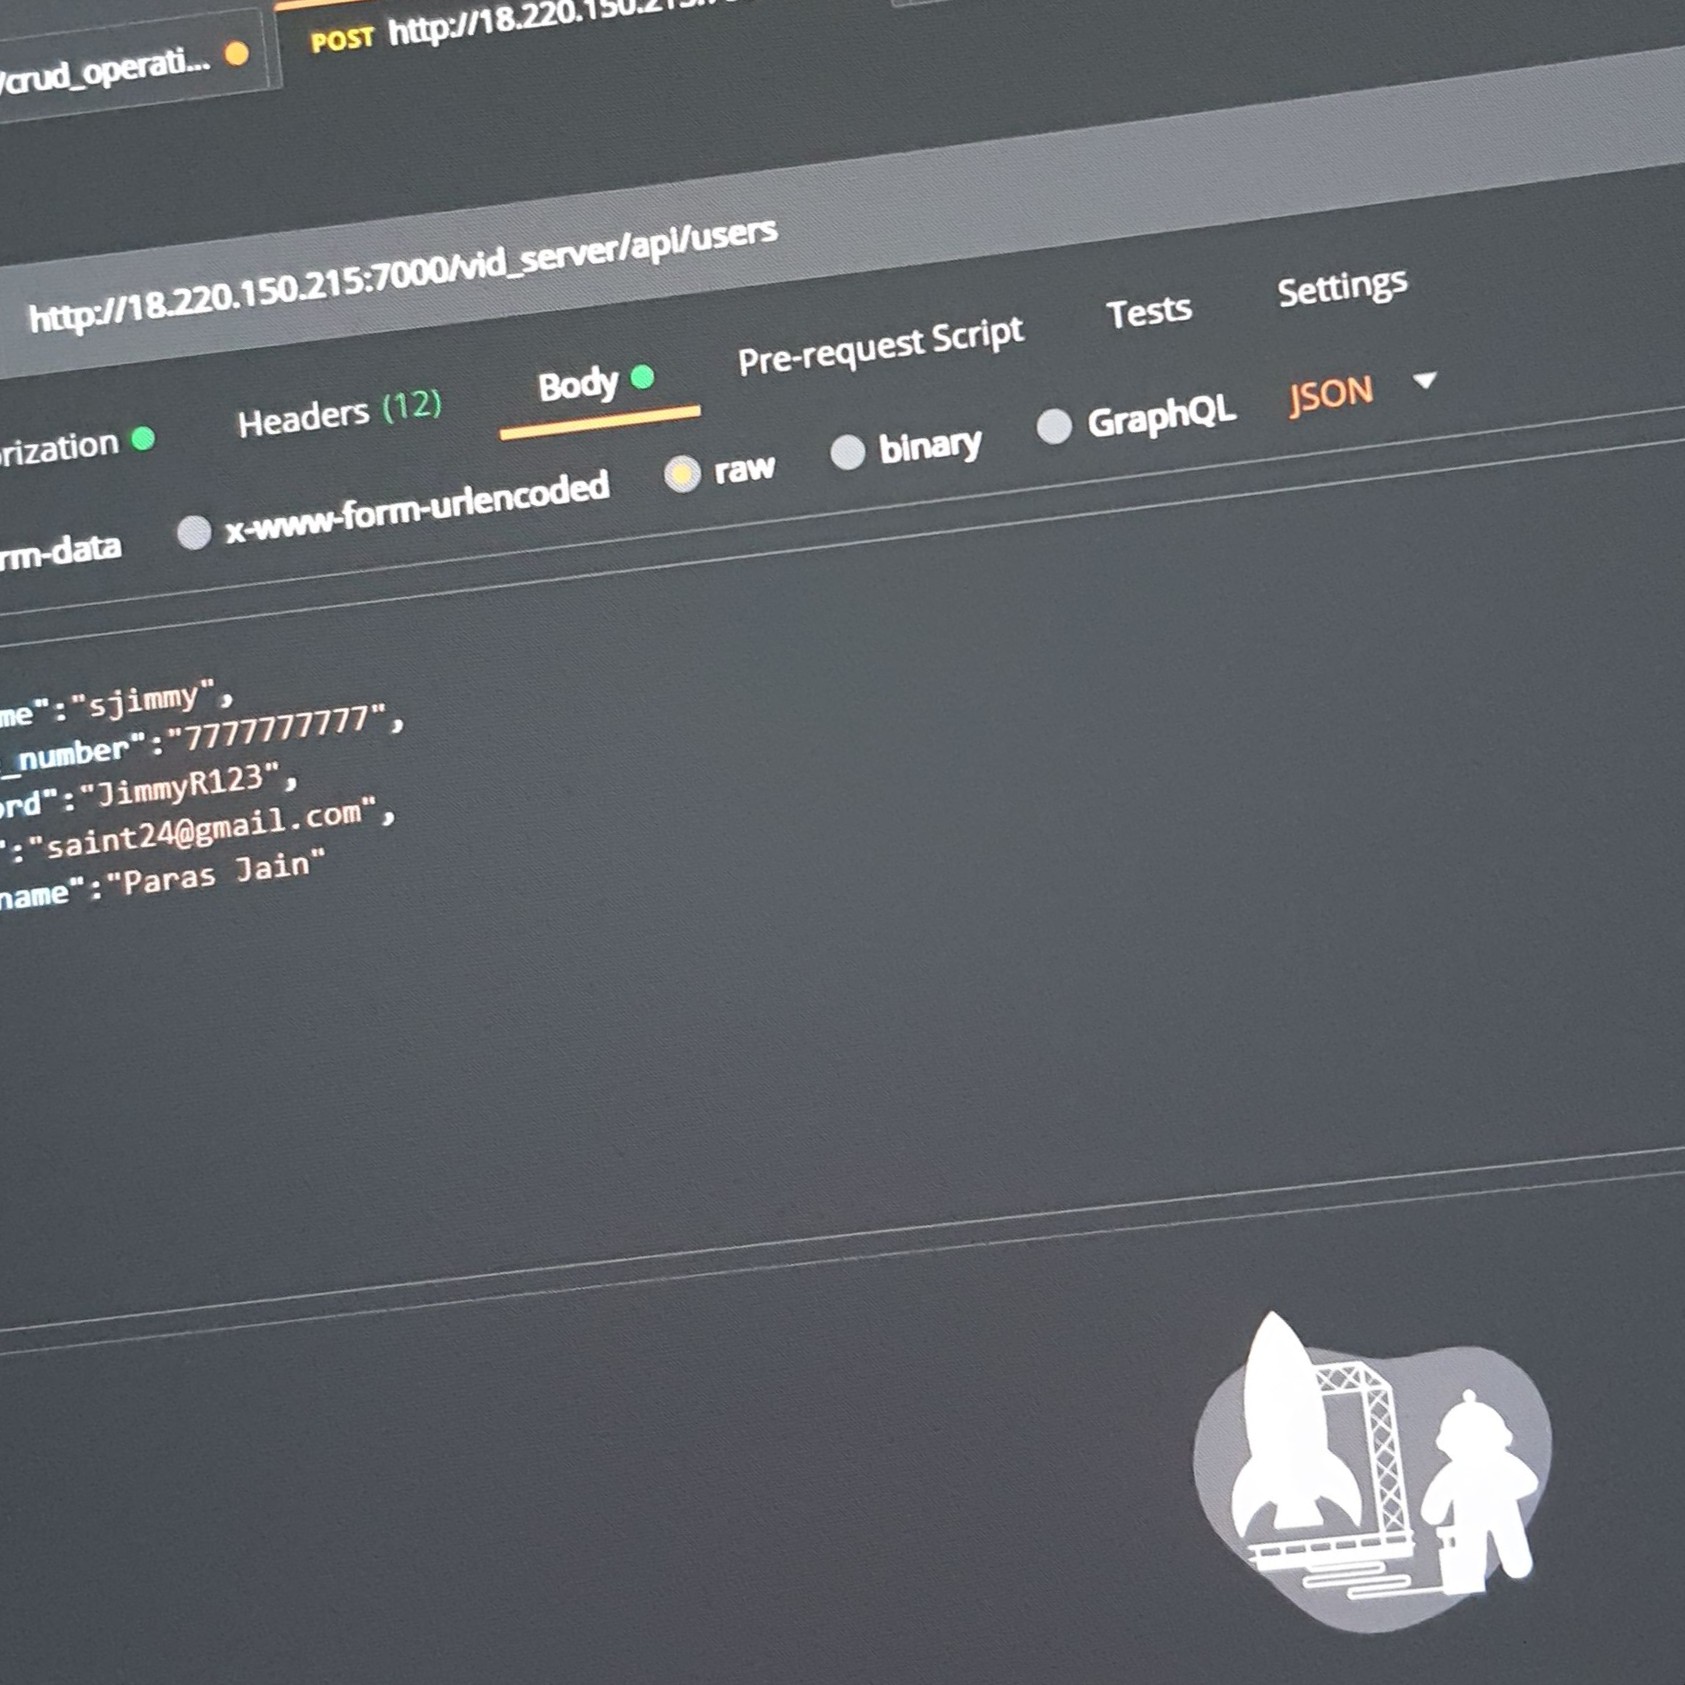 /crud_operati...
POST http://18.220.150.215:7
http://18.220.150.215:7000/vid_server/api/users
rization
Headers (12)
Body
Pre-request Script
Tests
Settings
rm-data
x-www-form-urlencoded
raw
binary
GraphQL
JSON
me":"sjimmy",
_number":"7777777777",
ord":"JimmyR123",
":"saint24@gmail.com",
name":"Paras Jain"